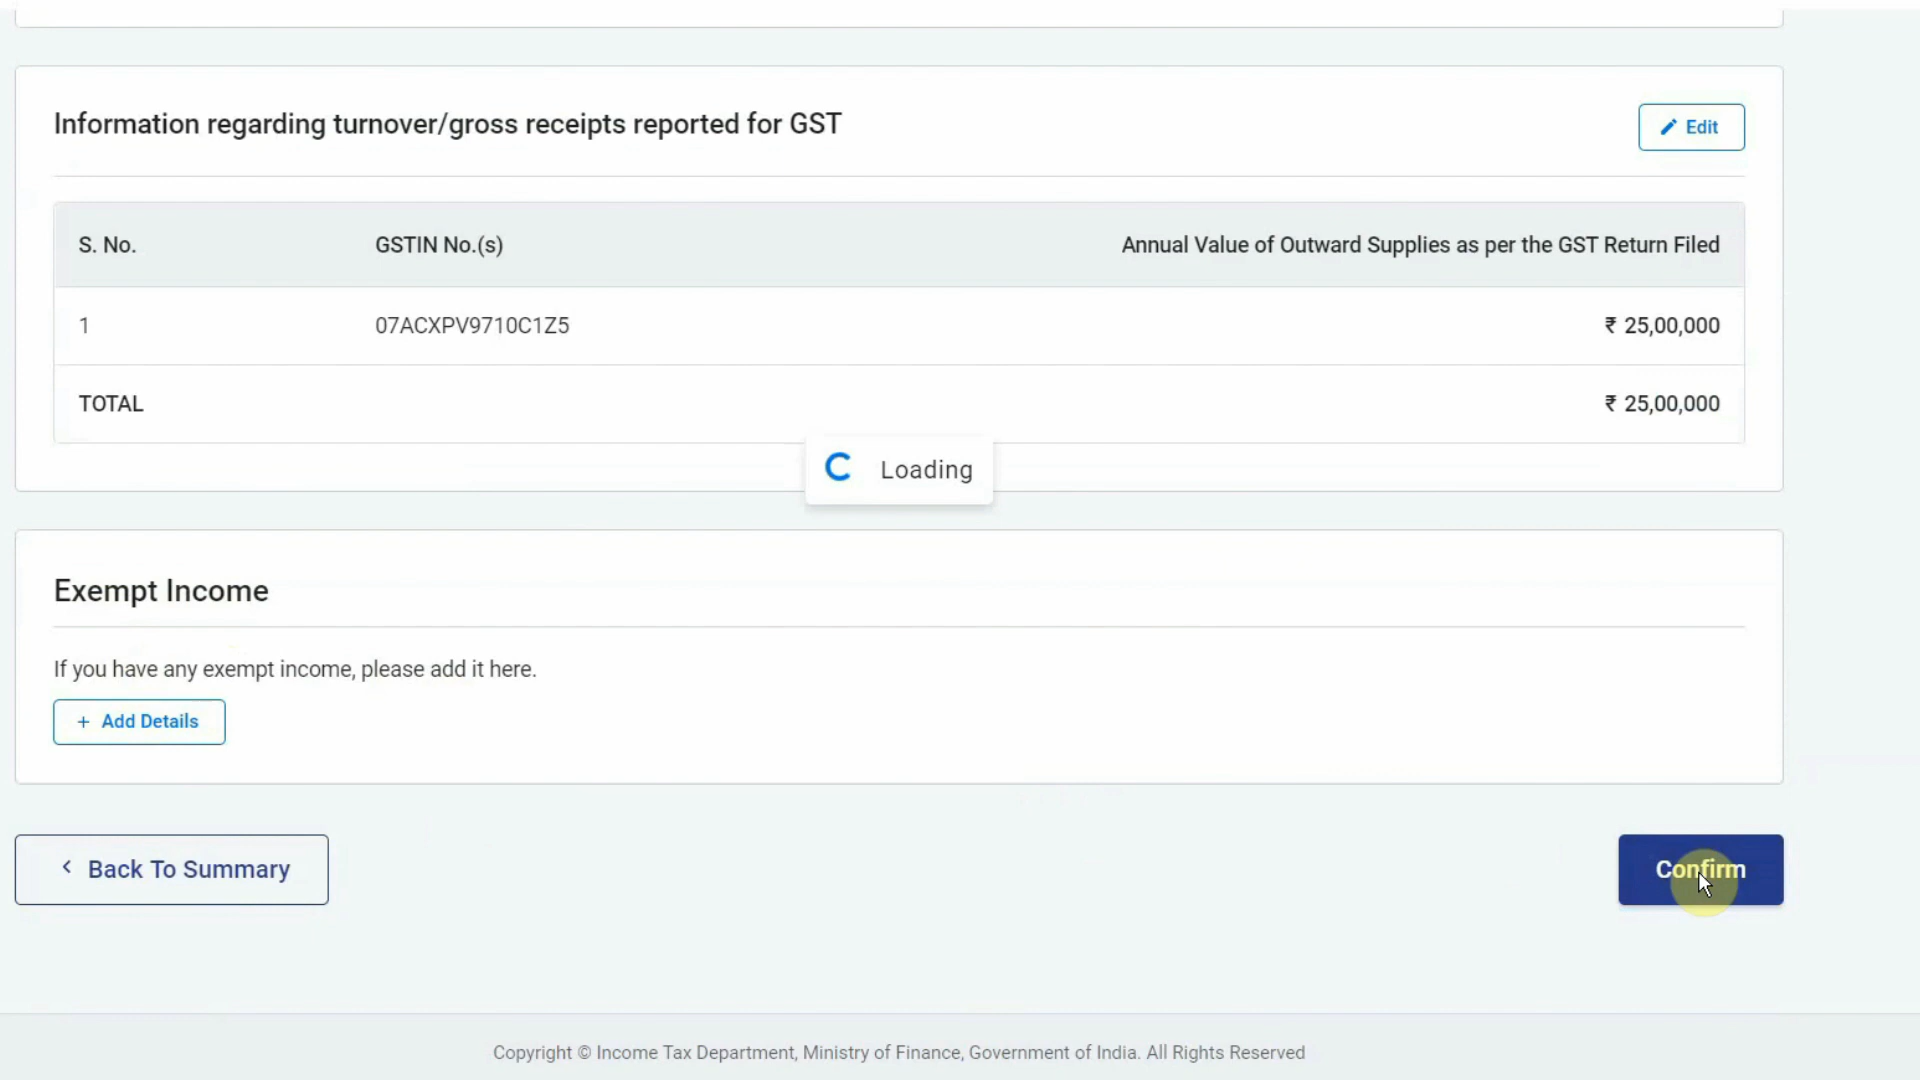 Information regarding turnover/gross receipts reported for GST
Edit
S. No. GSTIN No.(s) Annual Value of Outward Supplies as per the GST Return Filed
1 07ACXPV9710C1Z5 ₹ 25,00,000
TOTAL ₹ 25,00,000
Loading
Exempt Income
If you have any exempt income, please add it here.
+ Add Details
Back To Summary
Confirm
Copyright © Income Tax Department, Ministry of Finance, Government of India. All Rights Reserved